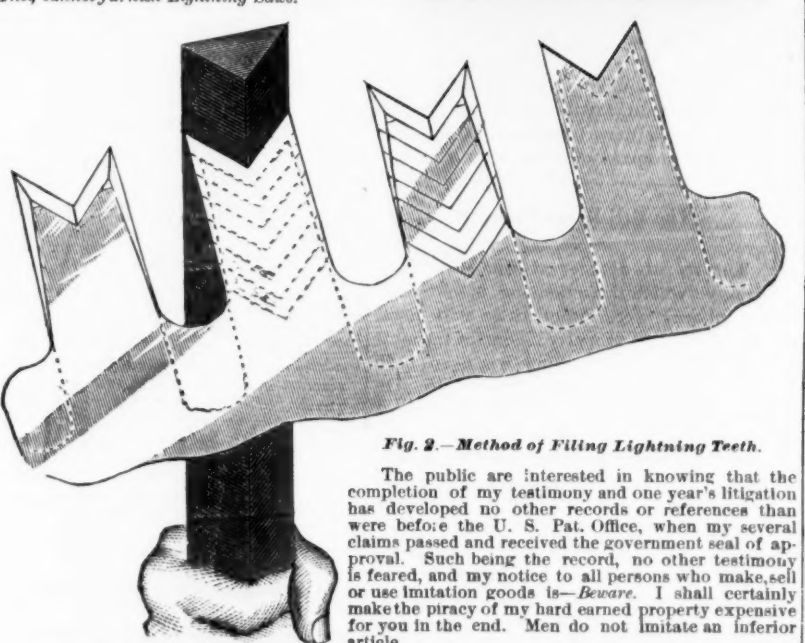 Lightning Saws.
Fig. 2.—Method of Filing Lightning Teeth.
The public are interested in knowing that the
completion of my testimony and one year's litigation
has developed no other records or references than
were before the U. S. Pat. Office, when my several
claims passed and received the government seal of ap-
proval. Such being the record, no other testimony
is feared, and my notice to all persons who make, sell
or use imitation goods is—Beware. I shall certainly
make the piracy of my hard earned property expensive
for you in the end. Men do not imitate an inferior
article.